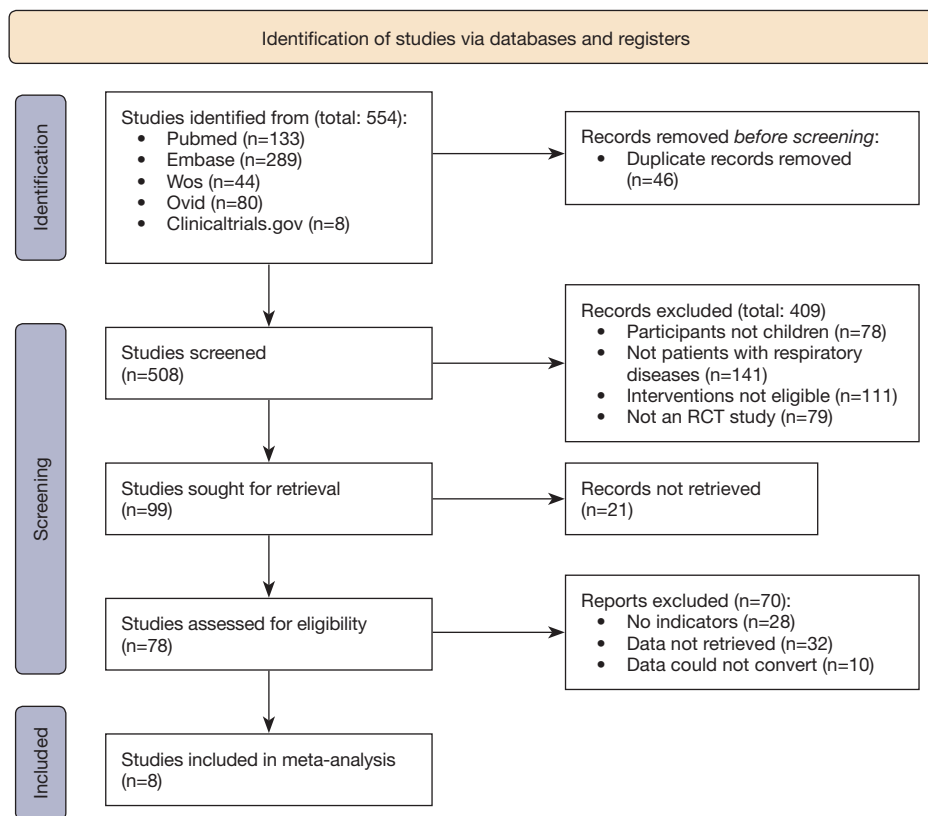 Identification of studies via databases and registers
Identification
Studies identified from (total: 554):
• Pubmed (n=133)
• Embase (n=289)
• Wos (n=44)
• Ovid (n=80)
• Clinicaltrials.gov (n=8)
Records removed before screening:
• Duplicate records removed
(n=46)
Screening
Studies screened
(n=508)
Records excluded (total: 409)
• Participants not children (n=78)
• Not patients with respiratory
diseases (n=141)
• Interventions not eligible (n=111)
• Not an RCT study (n=79)
Studies sought for retrieval
(n=99)
Records not retrieved
(n=21)
Studies assessed for eligibility
(n=78)
Reports excluded (n=70):
• No indicators (n=28)
• Data not retrieved (n=32)
• Data could not convert (n=10)
Included
Studies included in meta-analysis
(n=8)